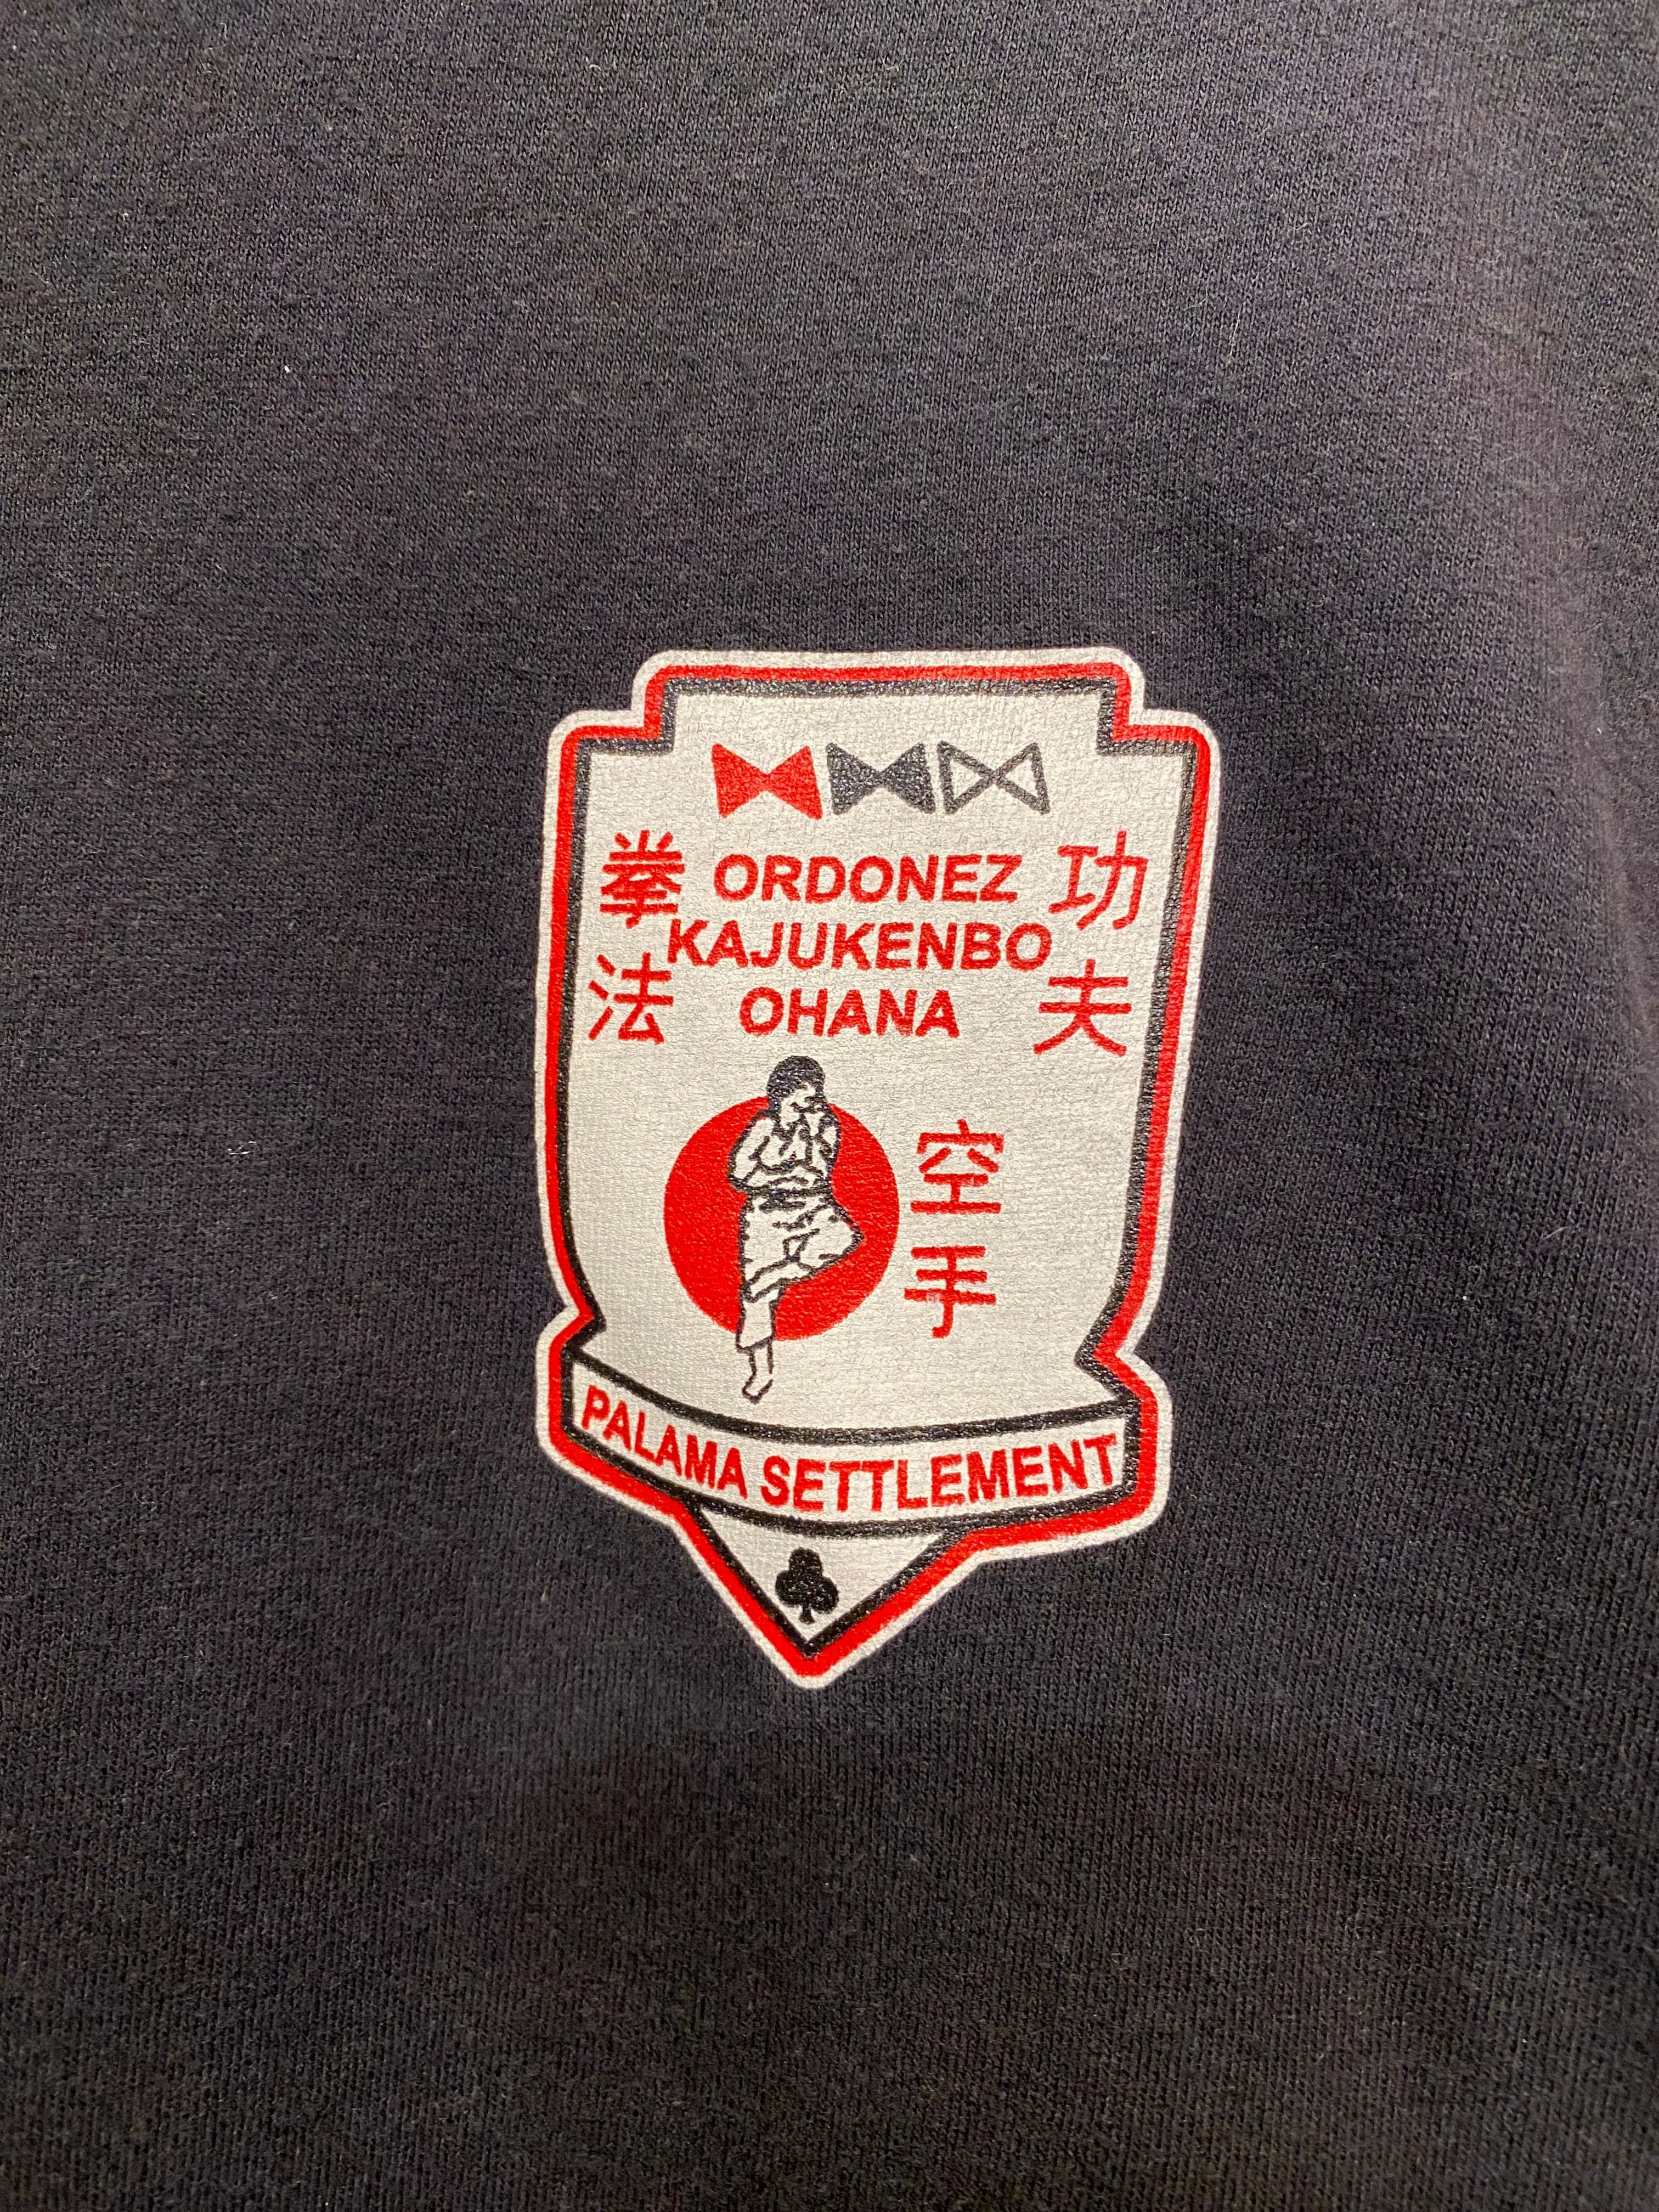 ORDONEZ
KAJUKENBO
OHANA
拳法
功夫
空手
PALAMA SETTLEMENT